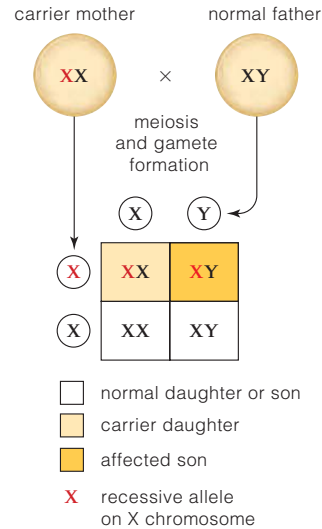 carrier mother
normal father
XX
×
XY
meiosis
and gamete
formation
X
Y
X
XX
XY
X
XX
XY
normal daughter or son
carrier daughter
affected son
X
recessive allele
on X chromosome